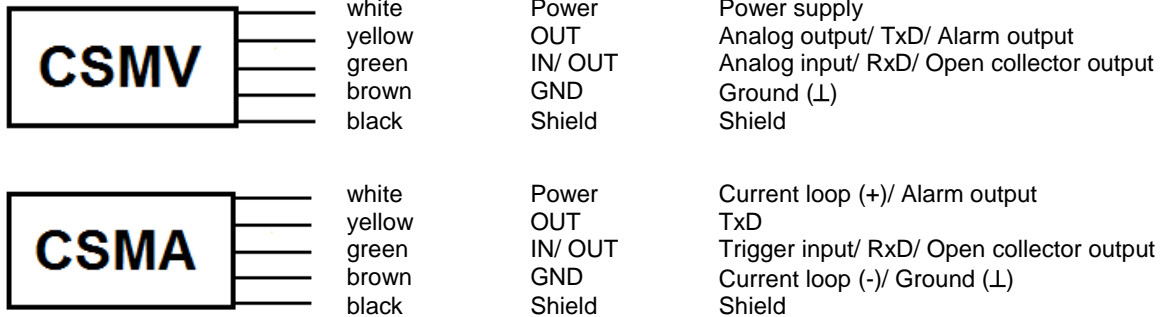 white Power Power supply
yellow OUT Analog output/ TxD/ Alarm output
CSMV
green IN/ OUT Analog input/ RxD/ Open collector output
brown GND Ground (⊥)
black Shield Shield
white Power Current loop (+)/ Alarm output
yellow OUT TxD
CSMA
green IN/ OUT Trigger input/ RxD/ Open collector output
brown GND Current loop (-)/ Ground (⊥)
black Shield Shield